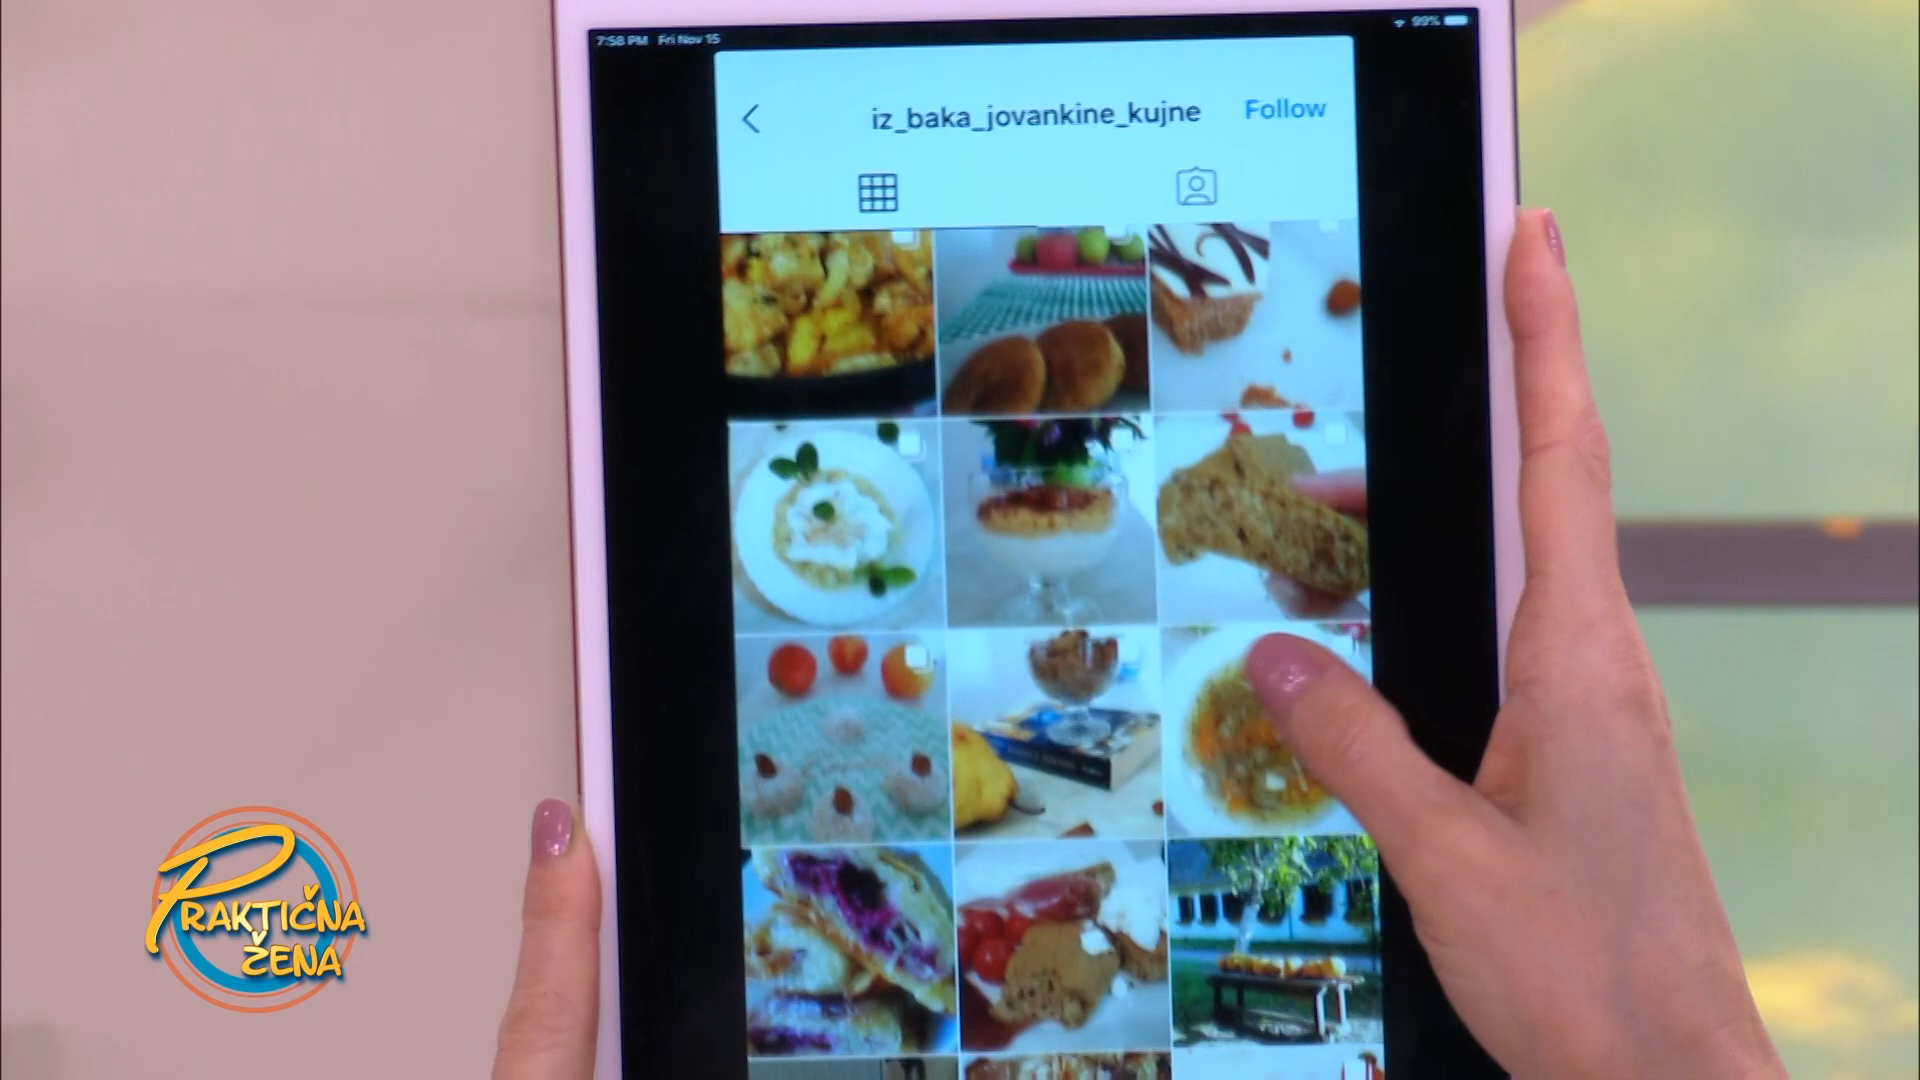 7:58 PM Fri Nov 15
99%
iz_baka_jovankine_kujne
Follow
PRAKTIČNA
ŽENA